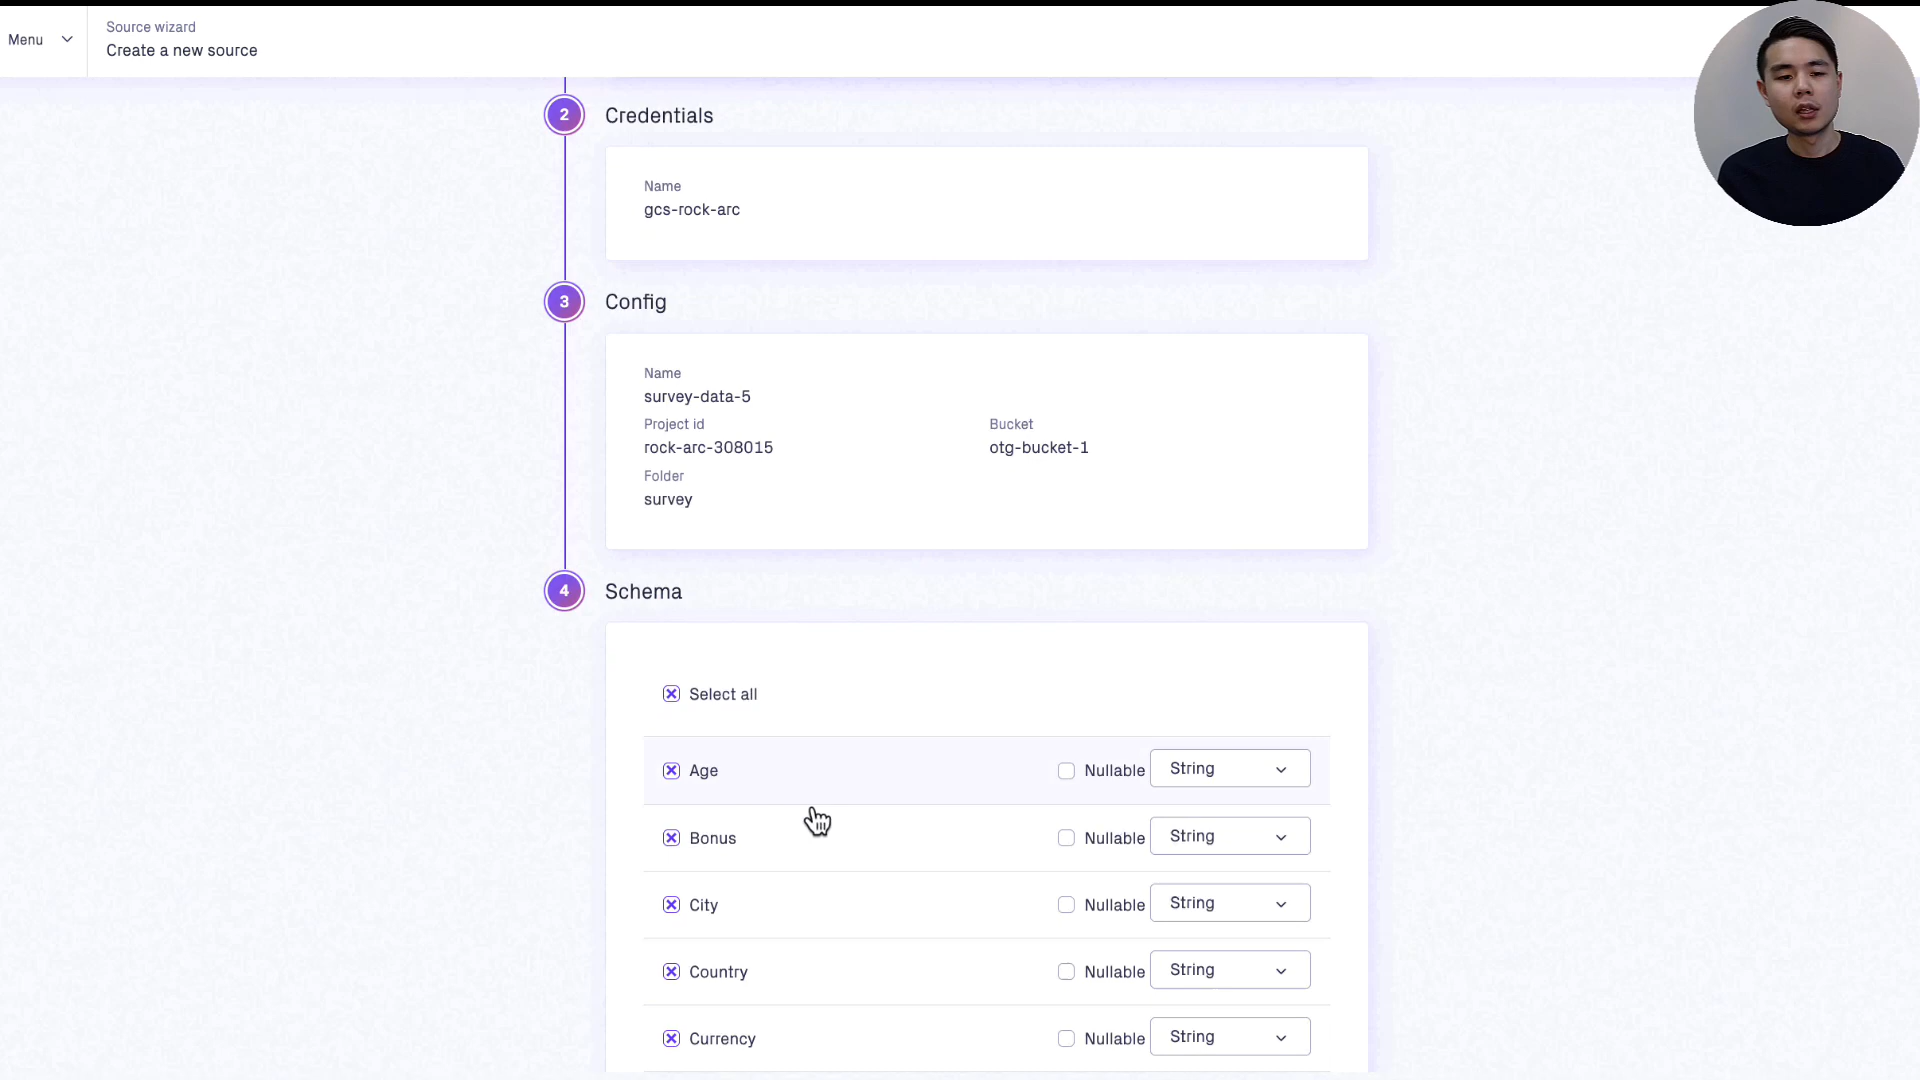 Menu
Source wizard
Create a new source
2
Credentials
Name
gcs-rock-arc
3
Config
Name
survey-data-5
Project id
Bucket
rock-arc-308015
otg-bucket-1
Folder
survey
4
Schema
Select all
Age Nullable String
Bonus Nullable String
City Nullable String
Country Nullable String
Currency Nullable String